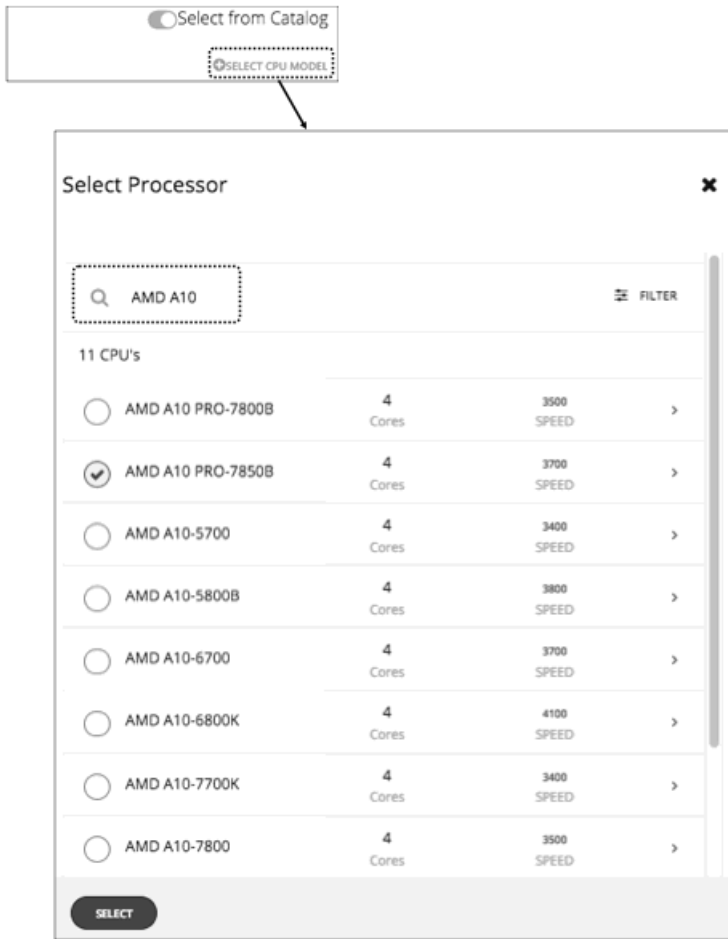 Select from Catalog
SELECT CPU MODEL
Select Processor
AMD A10
FILTER
11 CPU's
AMD A10 PRO-7800B 4 3500
Cores SPEED
AMD A10 PRO-7850B 4 3700
Cores SPEED
AMD A10-5700 4 3400
Cores SPEED
AMD A10-5800B 4 3800
Cores SPEED
AMD A10-6700 4 3700
Cores SPEED
AMD A10-6800K 4 4100
Cores SPEED
AMD A10-7700K 4 3400
Cores SPEED
AMD A10-7800 4 3500
Cores SPEED
SELECT